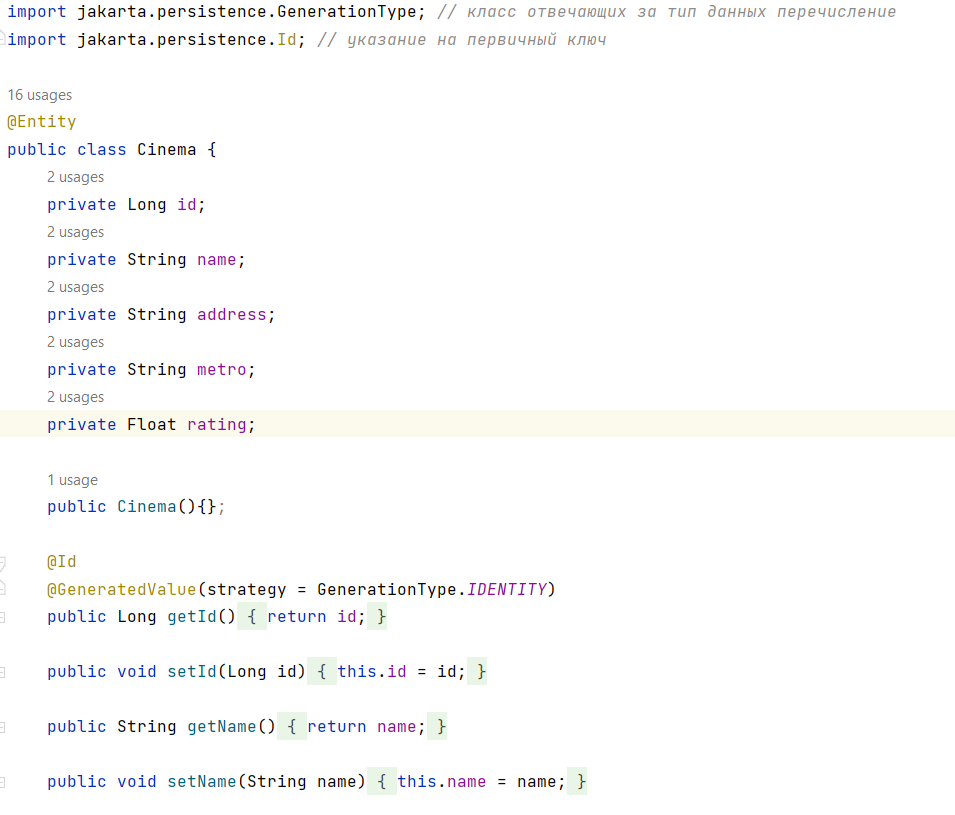 import jakarta.persistence.GenerationType; // класс отвечающих за тип данных перечисление
import jakarta.persistence.Id; // указание на первичный ключ
16 usages
@Entity
public class Cinema {
2 usages
private Long id;
2 usages
private String name;
2 usages
private String address;
2 usages
private String metro;
2 usages
private Float rating;
1 usage
public Cinema(){};
@Id
@GeneratedValue(strategy = GenerationType.IDENTITY)
public Long getId() { return id; }
public void setId(Long id) { this.id = id; }
public String getName() { return name; }
public void setName(String name) { this.name = name; }